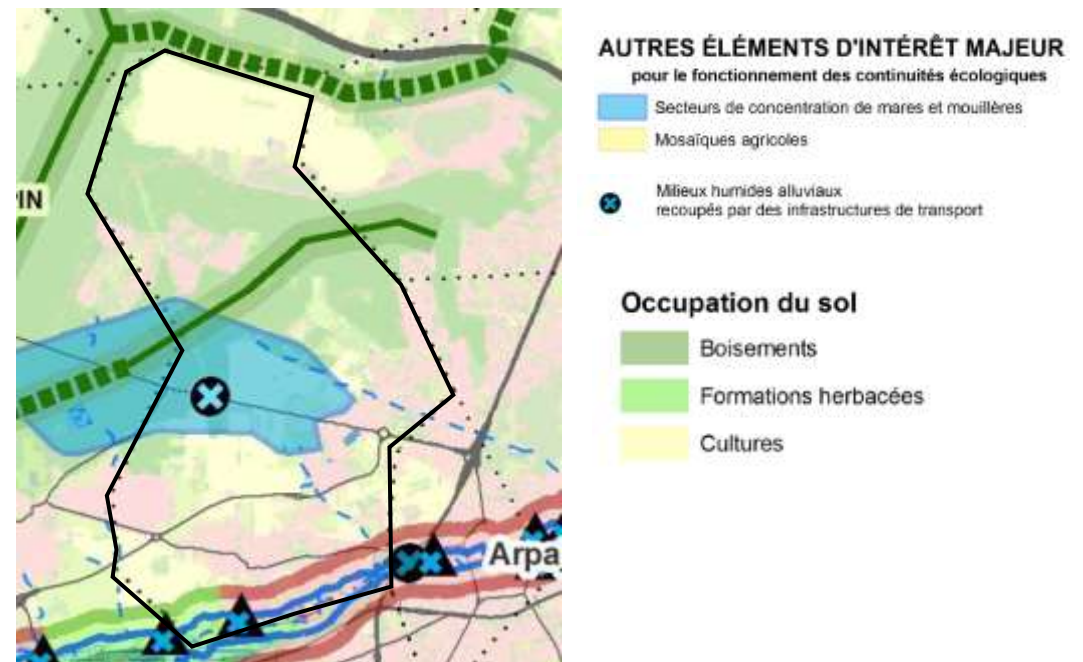 AUTRES ÉLÉMENTS D'INTÉRÊT MAJEUR
pour le fonctionnement des continuités écologiques
Secteurs de concentration de mares et mouillères
Mosaïques agricoles
Milieux humides alluviaux
recoupés par des infrastructures de transport
Occupation du sol
Boisements
Formations herbacées
Cultures
PIN
Arpa